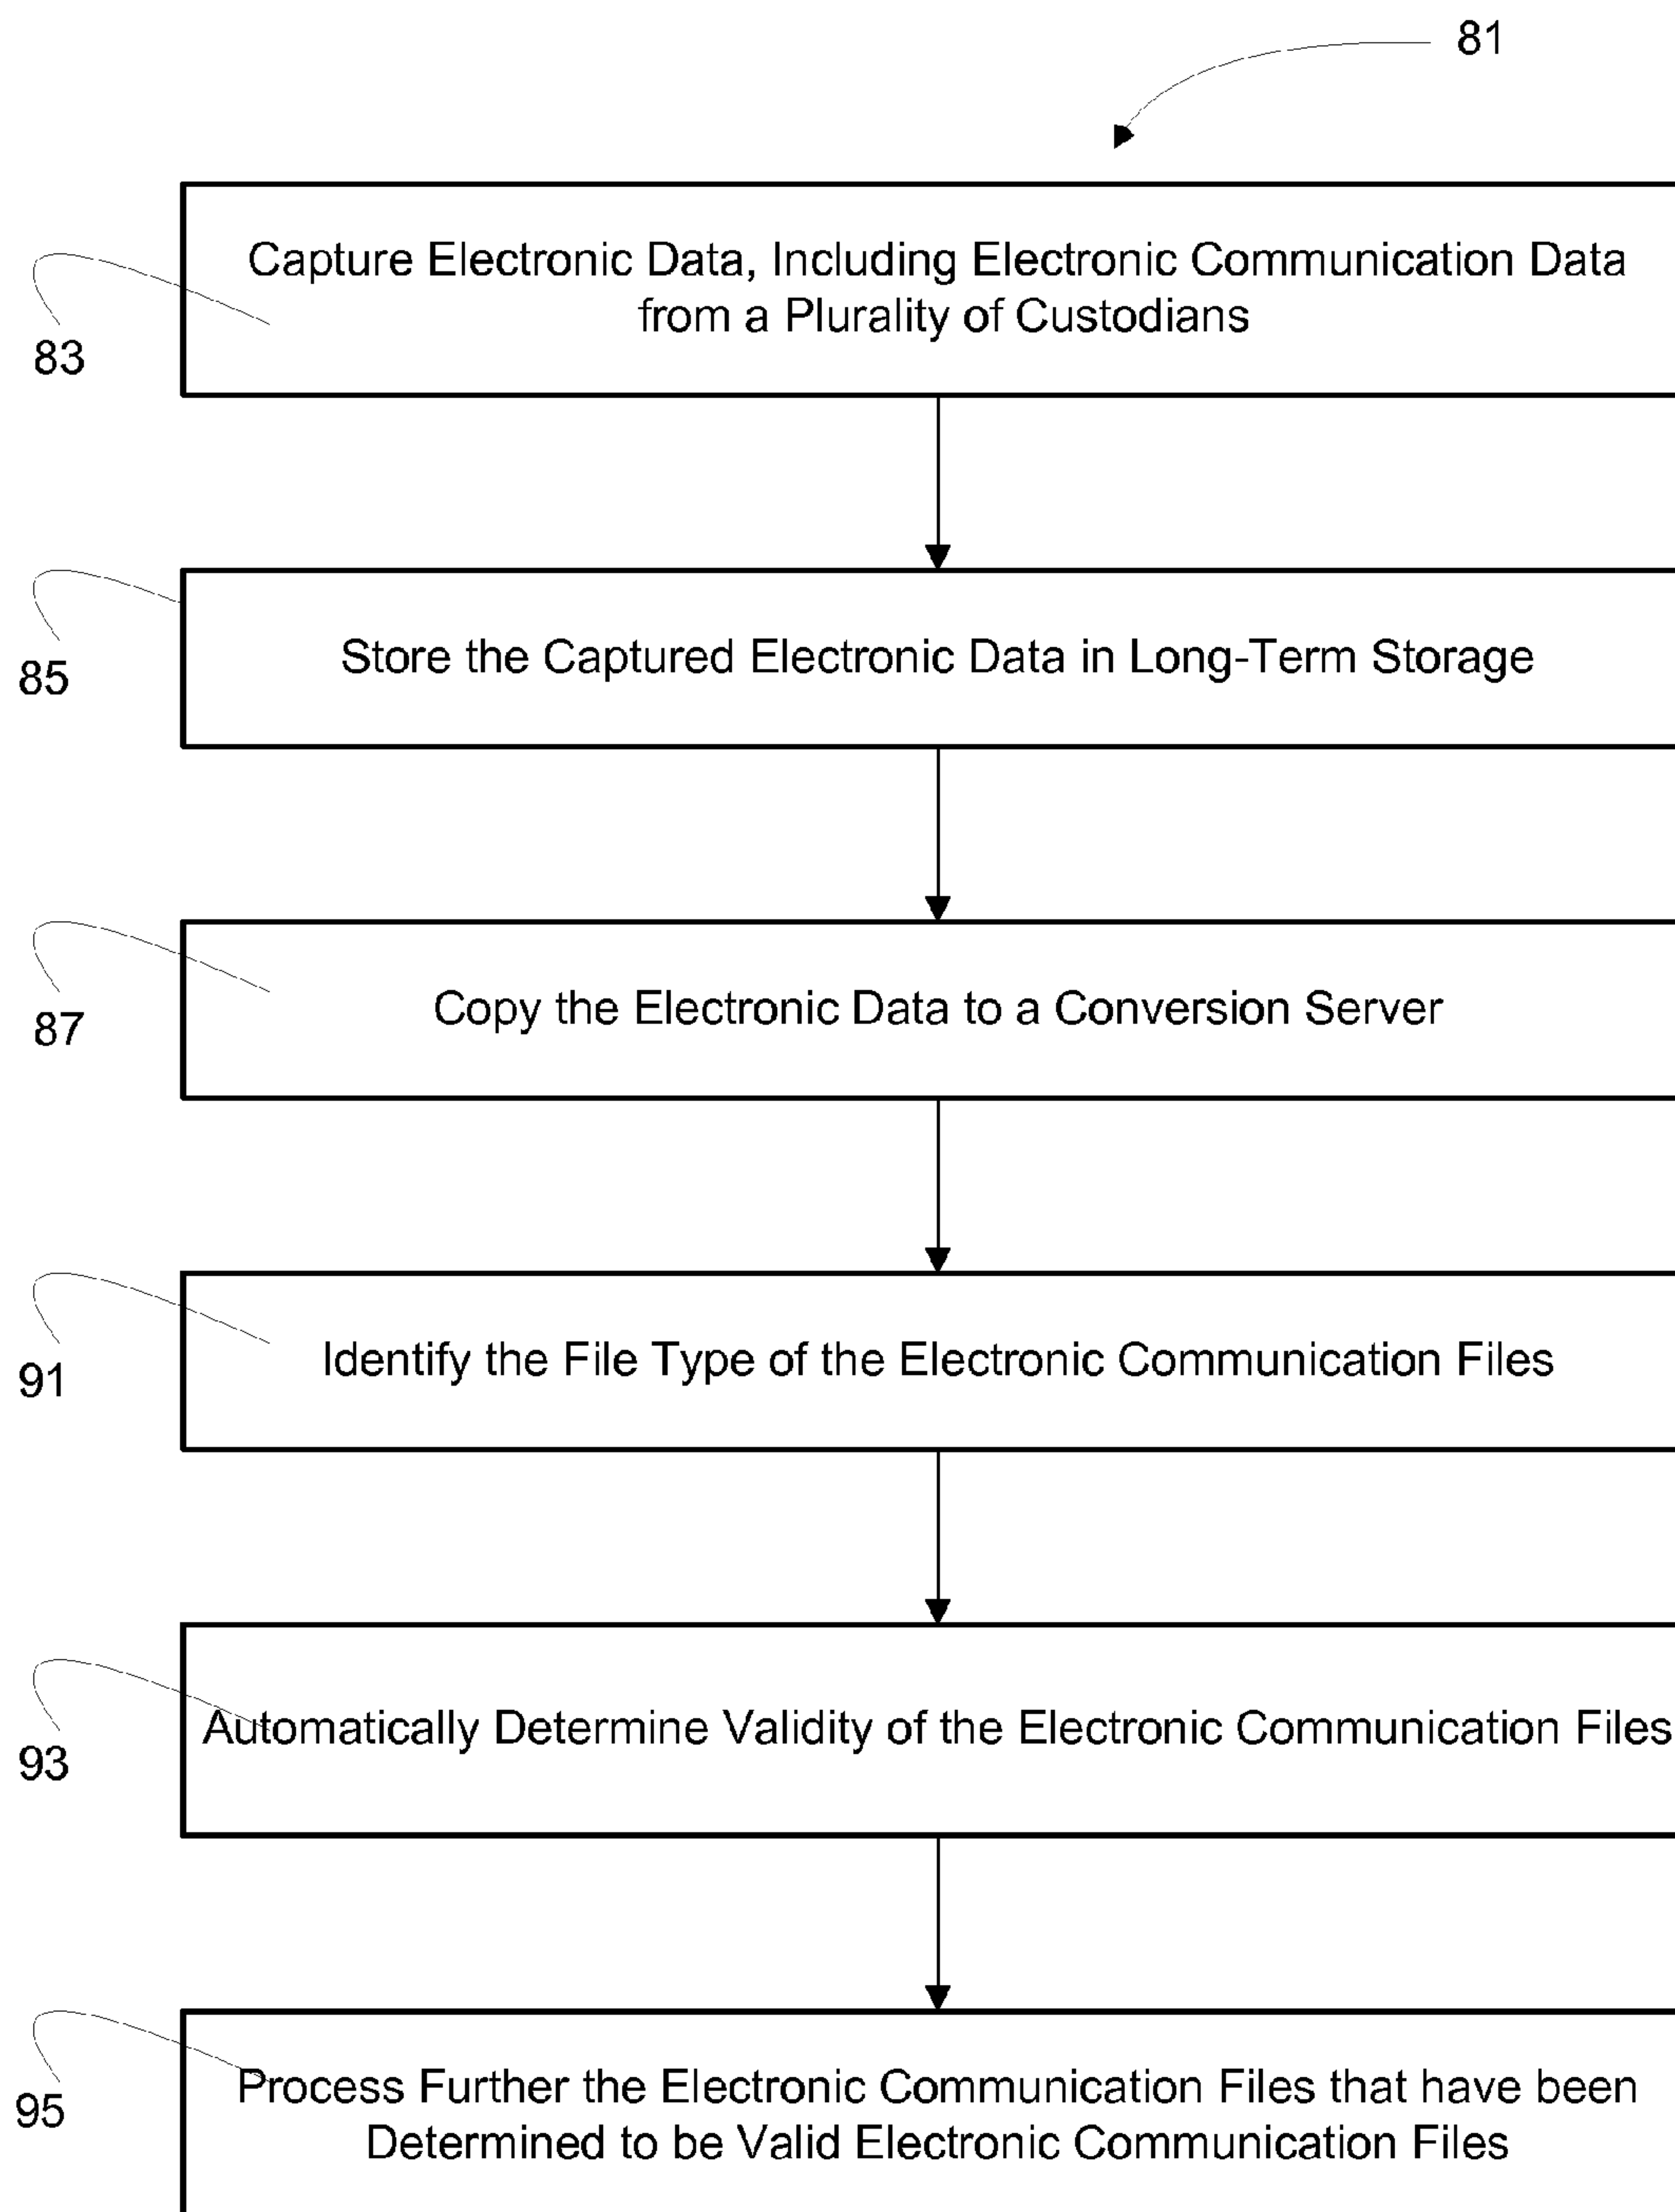 81
Capture Electronic Data, Including Electronic Communication Data
from a Plurality of Custodians
83
Store the Captured Electronic Data in Long-Term Storage
85
Copy the Electronic Data to a Conversion Server
87
Identify the File Type of the Electronic Communication Files
91
Automatically Determine Validity of the Electronic Communication Files
93
Process Further the Electronic Communication Files that have been
Determined to be Valid Electronic Communication Files
95